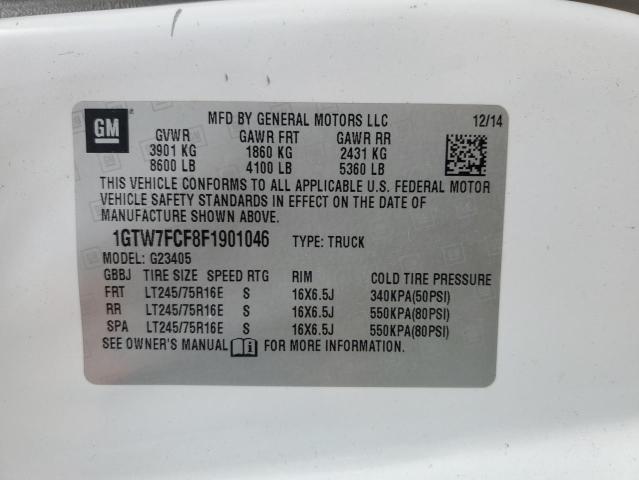 GM
MFD BY GENERAL MOTORS LLC 12/14
GVWR GAWR FRT GAWR RR
3901 KG 1860 KG 2431 KG
8600 LB 4100 LB 5360 LB
THIS VEHICLE CONFORMS TO ALL APPLICABLE U.S. FEDERAL MOTOR
VEHICLE SAFETY STANDARDS IN EFFECT ON THE DATE OF
MANUFACTURE SHOWN ABOVE.
1GTW7FCF8F1901046 TYPE: TRUCK
MODEL: G23405
GBBJ TIRE SIZE SPEED RTG RIM COLD TIRE PRESSURE
FRT LT245/75R16E S 16X6.5J 340KPA(50PSI)
RR LT245/75R16E S 16X6.5J 550KPA(80PSI)
SPA LT245/75R16E S 16X6.5J 550KPA(80PSI)
SEE OWNER'S MANUAL FOR MORE INFORMATION.